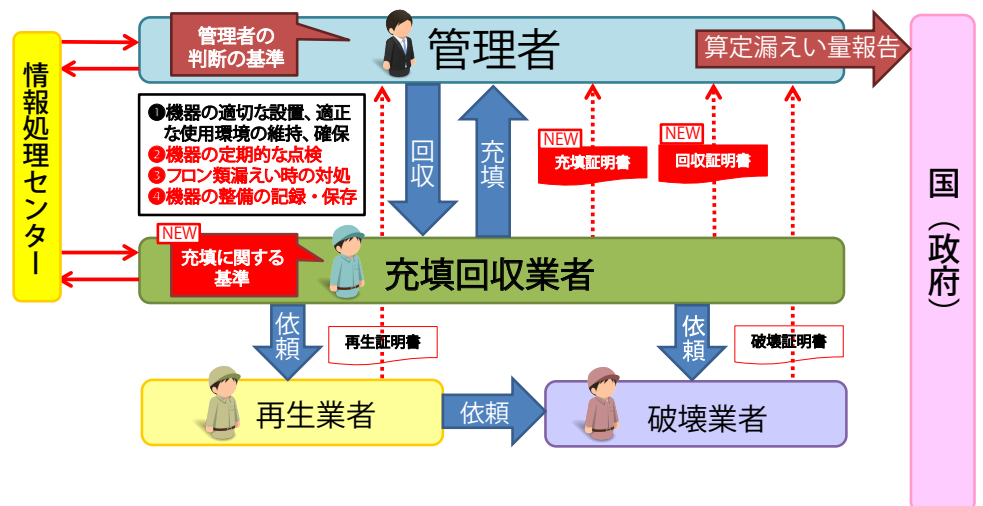 管理者の
判断の基準
管理者
算定漏えい量報告
情報処理センター
❶機器の適切な設置、適正
な使用環境の維持、確保
❷機器の定期的な点検
❸フロン類漏えい時の対処
❹機器の整備の記録・保存
回収
充填
NEW
充填証明書
NEW
回収証明書
国（政府）
NEW
充填に関する
基準
充填回収業者
依頼
再生証明書
依頼
破壊証明書
再生業者
依頼
破壊業者